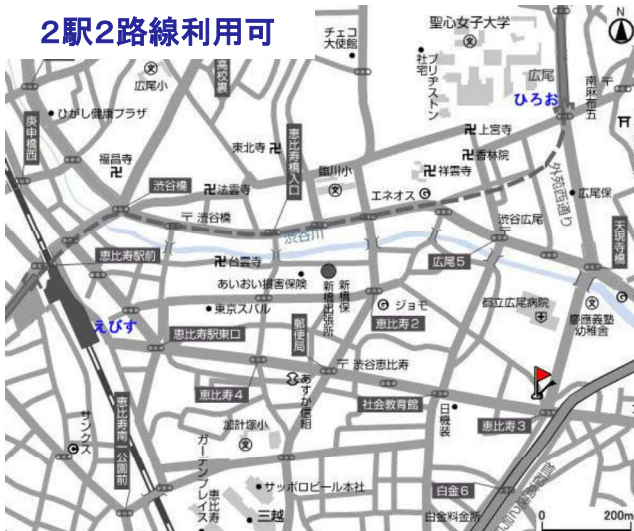 2駅2路線利用可
チェコ
大使館
聖心女子大学
N
ブリヂストン
社宅
広尾
ひろお
南麻布五
高校裏
広尾小
ひがし健康プラザ
庚申橋西
福昌寺
東北寺
恵比寿橋入口
臨川小
上宮寺
香林院
祥雲寺
エネオス
外苑西通り
広尾保
渋谷橋
法雲寺
渋谷橋
渋谷川
渋谷広尾
天現寺橋
恵比寿駅前
台雲寺
あいおい損害保険
新橋保
新橋出張所
広尾5
都立広尾病院
慶應義塾
幼稚舎
東京スバル
えびす
恵比寿駅東口
郵便局
ジョモ
恵比寿2
渋谷恵比寿
恵比寿4
あすか信組
社会教育館
日機装
恵比寿3
恵比寿南一公園前
サンクス
加計塚小
ガーデンプレイス
恵比寿
サッポロビール本社
三越
白金6
白金料金所
0
200m